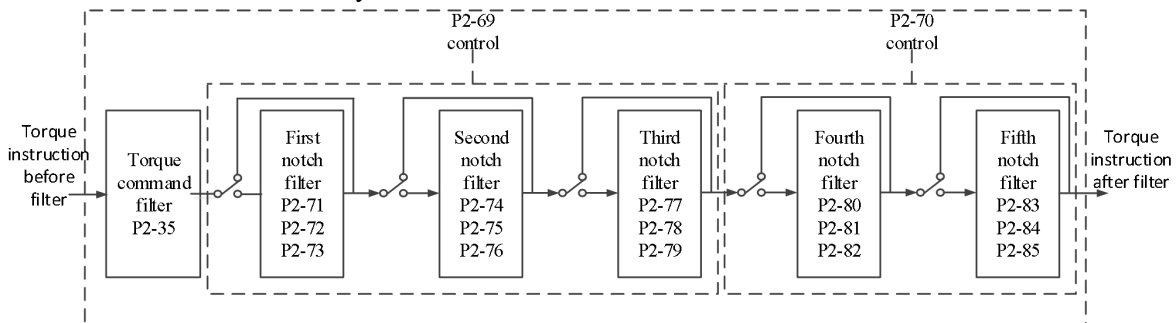 P2-69
control
P2-70
control
Torque
instruction
before
filter
Torque
command
filter
P2-35
First
notch
filter
P2-71
P2-72
P2-73
Second
notch
filter
P2-74
P2-75
P2-76
Third
notch
filter
P2-77
P2-78
P2-79
Fourth
notch
filter
P2-80
P2-81
P2-82
Fifth
notch
filter
P2-83
P2-84
P2-85
Torque
instruction
after filter